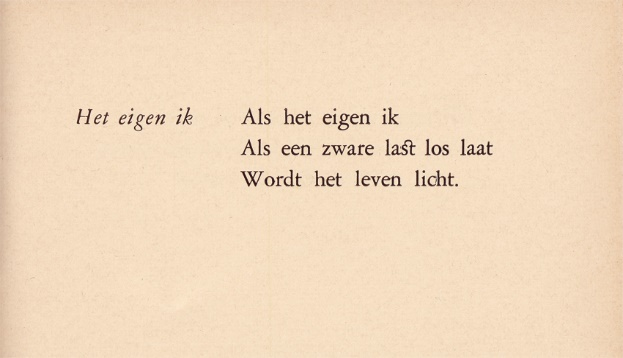 Het eigen ik
Als het eigen ik
Als een zware last los laat
Wordt het leven licht.